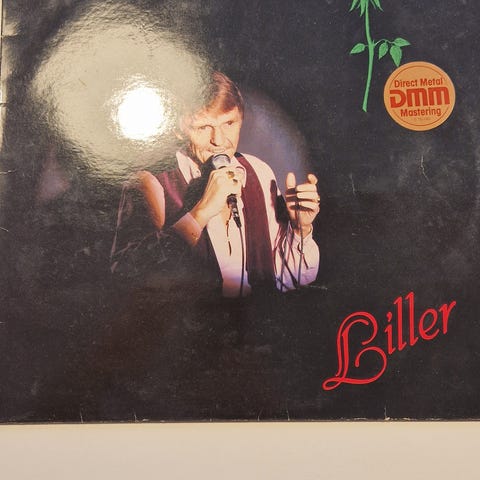 Direct Metal
DMM
Mastering
Liller